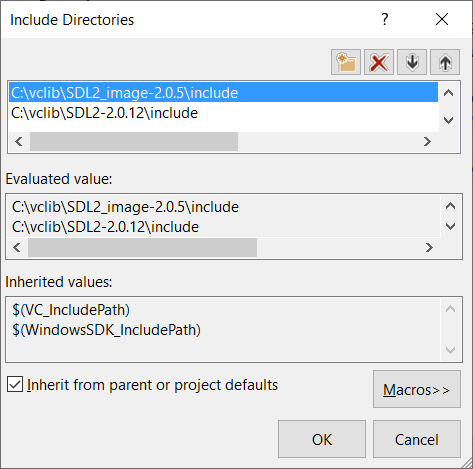 Include Directories
C:\vclib\SDL2_image-2.0.5\include
C:\vclib\SDL2-2.0.12\include
Evaluated value:
C:\vclib\SDL2_image-2.0.5\include
C:\vclib\SDL2-2.0.12\include
Inherited values:
$(VC_IncludePath)
$(WindowsSDK_IncludePath)
Inherit from parent or project defaults
Macros>>
OK Cancel